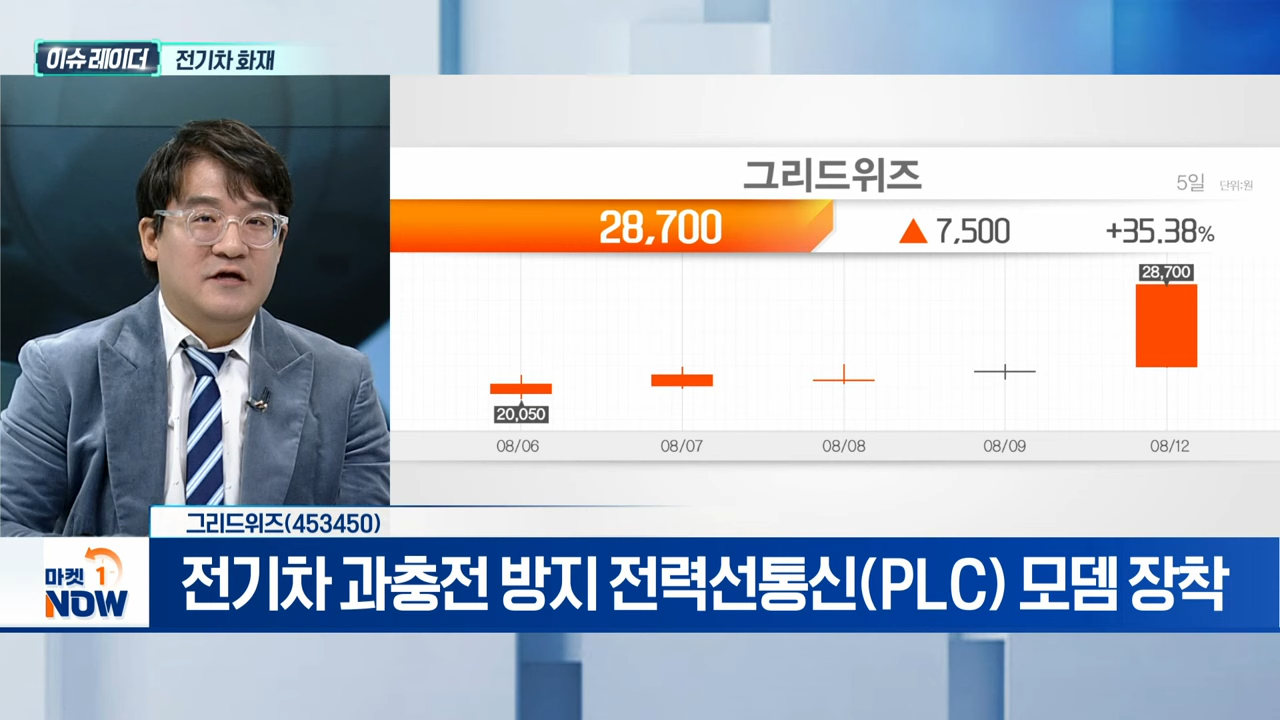 이슈 레이더 전기차 화재
그리드위즈
5일 단위:원
28,700 ▲ 7,500 +35.38%
28,700
20,050
08/06 08/07 08/08 08/09 08/12
그리드위즈(453450)
마켓 1
NOW
전기차 과충전 방지 전력선통신(PLC) 모뎀 장착